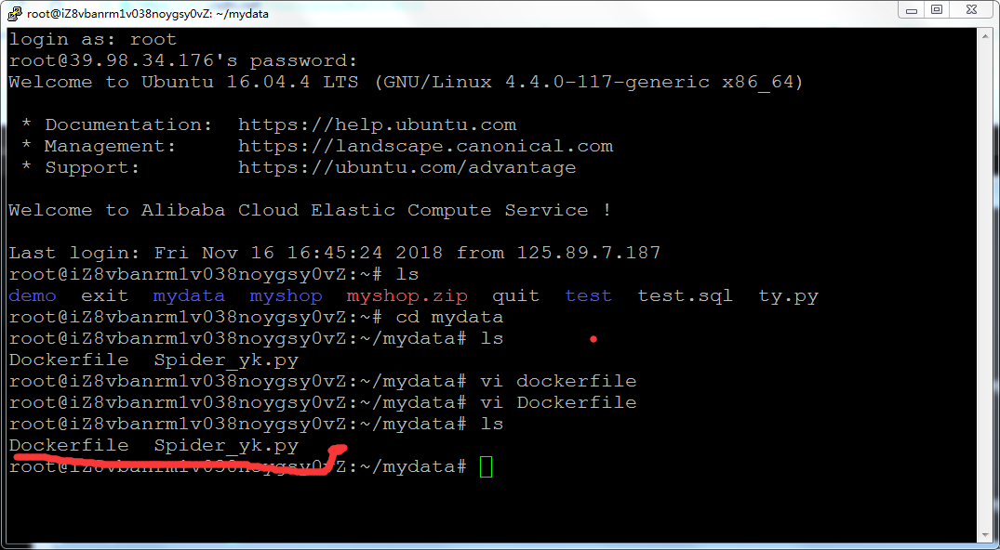 root@iZ8vbanrm1v038noygsy0vZ: ~/mydata
login as: root
root@39.98.34.176's password:
Welcome to Ubuntu 16.04.4 LTS (GNU/Linux 4.4.0-117-generic x86_64)
* Documentation: https://help.ubuntu.com
* Management: https://landscape.canonical.com
* Support: https://ubuntu.com/advantage
Welcome to Alibaba Cloud Elastic Compute Service !
Last login: Fri Nov 16 16:45:24 2018 from 125.89.7.187
root@iZ8vbanrm1v038noygsy0vZ:~# ls
demo exit mydata myshop myshop.zip quit test test.sql ty.py
root@iZ8vbanrm1v038noygsy0vZ:~# cd mydata
root@iZ8vbanrm1v038noygsy0vZ:~/mydata# ls
Dockerfile Spider_yk.py
root@iZ8vbanrm1v038noygsy0vZ:~/mydata# vi dockerfile
root@iZ8vbanrm1v038noygsy0vZ:~/mydata# vi Dockerfile
root@iZ8vbanrm1v038noygsy0vZ:~/mydata# ls
Dockerfile Spider_yk.py
root@iZ8vbanrm1v038noygsy0vZ:~/mydata#